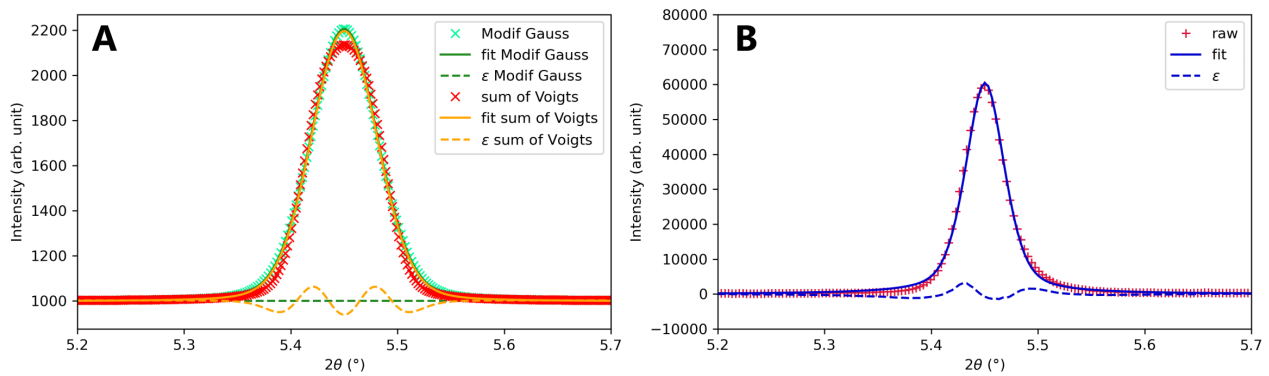 A
Modif Gauss
fit Modif Gauss
ε Modif Gauss
sum of Voigts
fit sum of Voigts
ε sum of Voigts
2200
2000
1800
1600
1400
1200
1000
Intensity (arb. unit)
5.2 5.3 5.4 5.5 5.6 5.7
2θ (°)
B
raw
fit
ε
80000
70000
60000
50000
40000
30000
20000
10000
0
−10000
Intensity (arb. unit)
5.2 5.3 5.4 5.5 5.6 5.7
2θ (°)